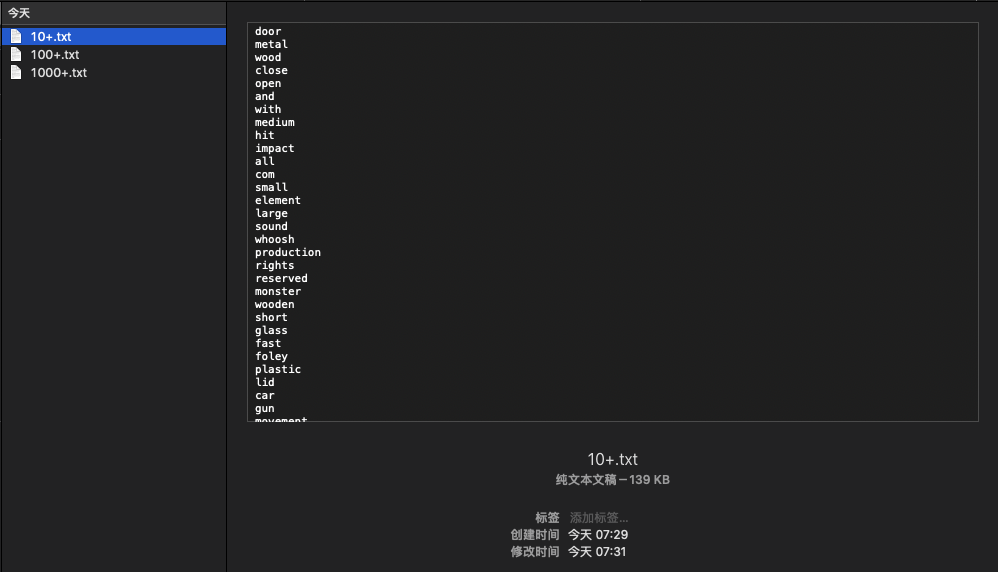 今天
10+.txt
100+.txt
1000+.txt
door
metal
wood
close
open
and
with
medium
hit
impact
all
com
small
element
large
sound
whoosh
production
rights
reserved
monster
wooden
short
glass
fast
foley
plastic
lid
car
gun
movement
10+.txt
纯文本文稿 – 139 KB
标签 添加标签...
创建时间 今天 07:29
修改时间 今天 07:31